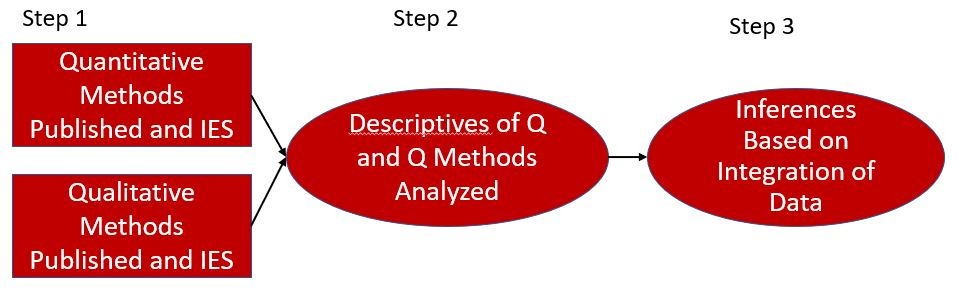 Step 1
Quantitative
Methods
Published and IES
Qualitative
Methods
Published and IES
Step 2
Descriptives of Q
and Q Methods
Analyzed
Step 3
Inferences
Based on
Integration of
Data